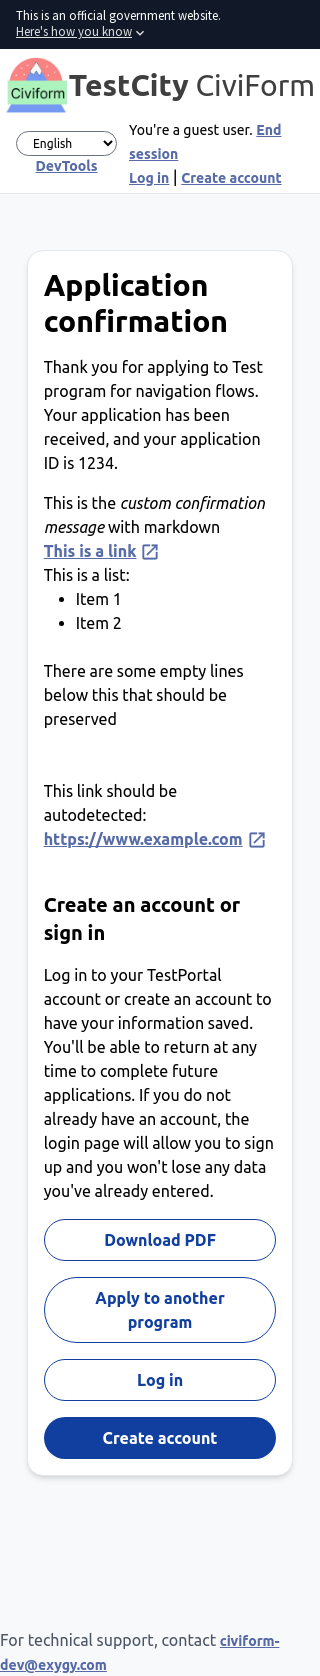 This is an official government website.
Here's how you know
Civiform
TestCity CiviForm
English
DevTools
You're a guest user. End
session
Log in | Create account
Application
confirmation
Thank you for applying to Test
program for navigation flows.
Your application has been
received, and your application
ID is 1234.
This is the custom confirmation
message with markdown
This is a link
This is a list:
• Item 1
• Item 2
There are some empty lines
below this that should be
preserved
This link should be
autodetected:
https://www.example.com
Create an account or
sign in
Log in to your TestPortal
account or create an account to
have your information saved.
You'll be able to return at any
time to complete future
applications. If you do not
already have an account, the
login page will allow you to sign
up and you won't lose any data
you've already entered.
Download PDF
Apply to another
program
Log in
Create account
For technical support, contact civiform-
dev@exygy.com